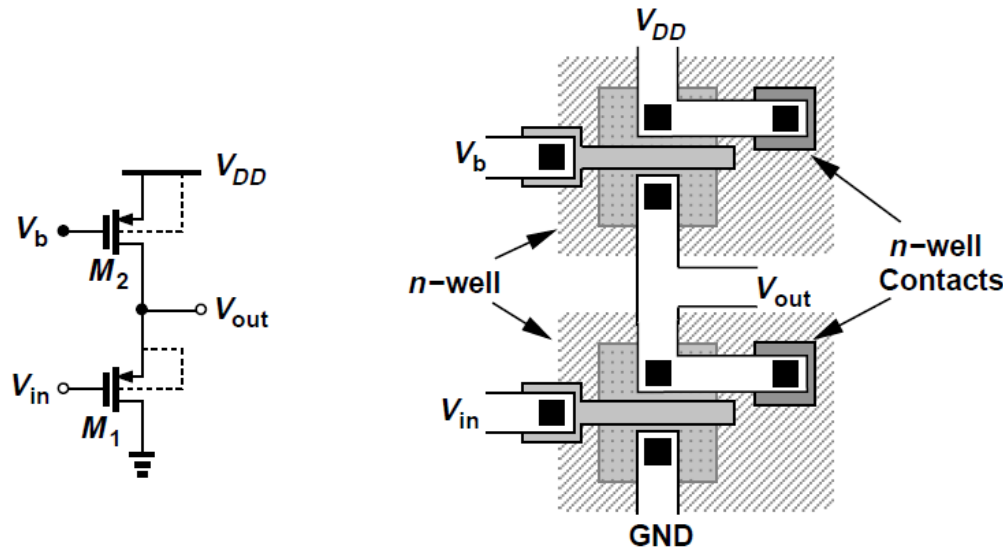 V_DD
V_b
M_2
V_out
V_in
M_1
V_DD
V_b
n–well
n–well
Contacts
V_out
V_in
GND